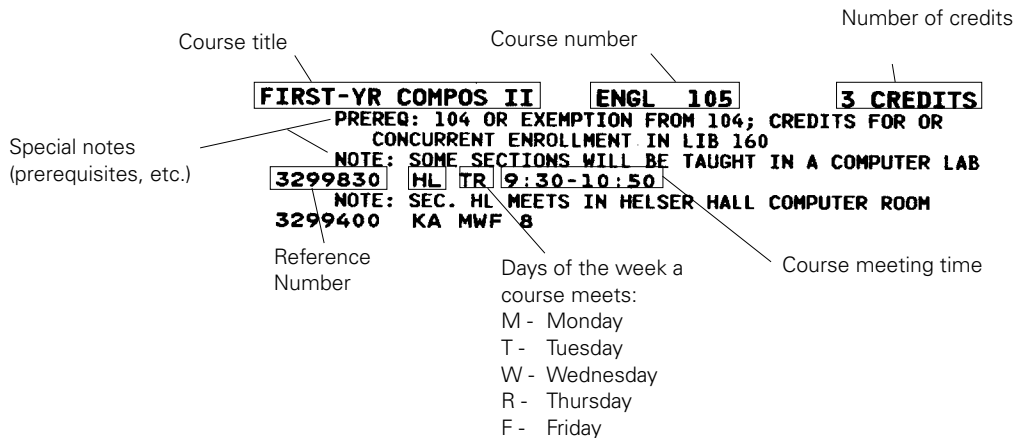 Number of credits
Course title
Course number
FIRST-YR COMPOS II ENGL 105 3 CREDITS
PREREQ: 104 OR EXEMPTION FROM 104; CREDITS FOR OR
CONCURRENT ENROLLMENT IN LIB 160
Special notes
(prerequisites, etc.)
NOTE: SOME SECTIONS WILL BE TAUGHT IN A COMPUTER LAB
3299830 HL TR 9:30-10:50
NOTE: SEC. HL MEETS IN HELSER HALL COMPUTER ROOM
3299400 KA MWF 8
Reference
Number
Days of the week a
course meets:
M - Monday
T - Tuesday
W - Wednesday
R - Thursday
F - Friday
Course meeting time